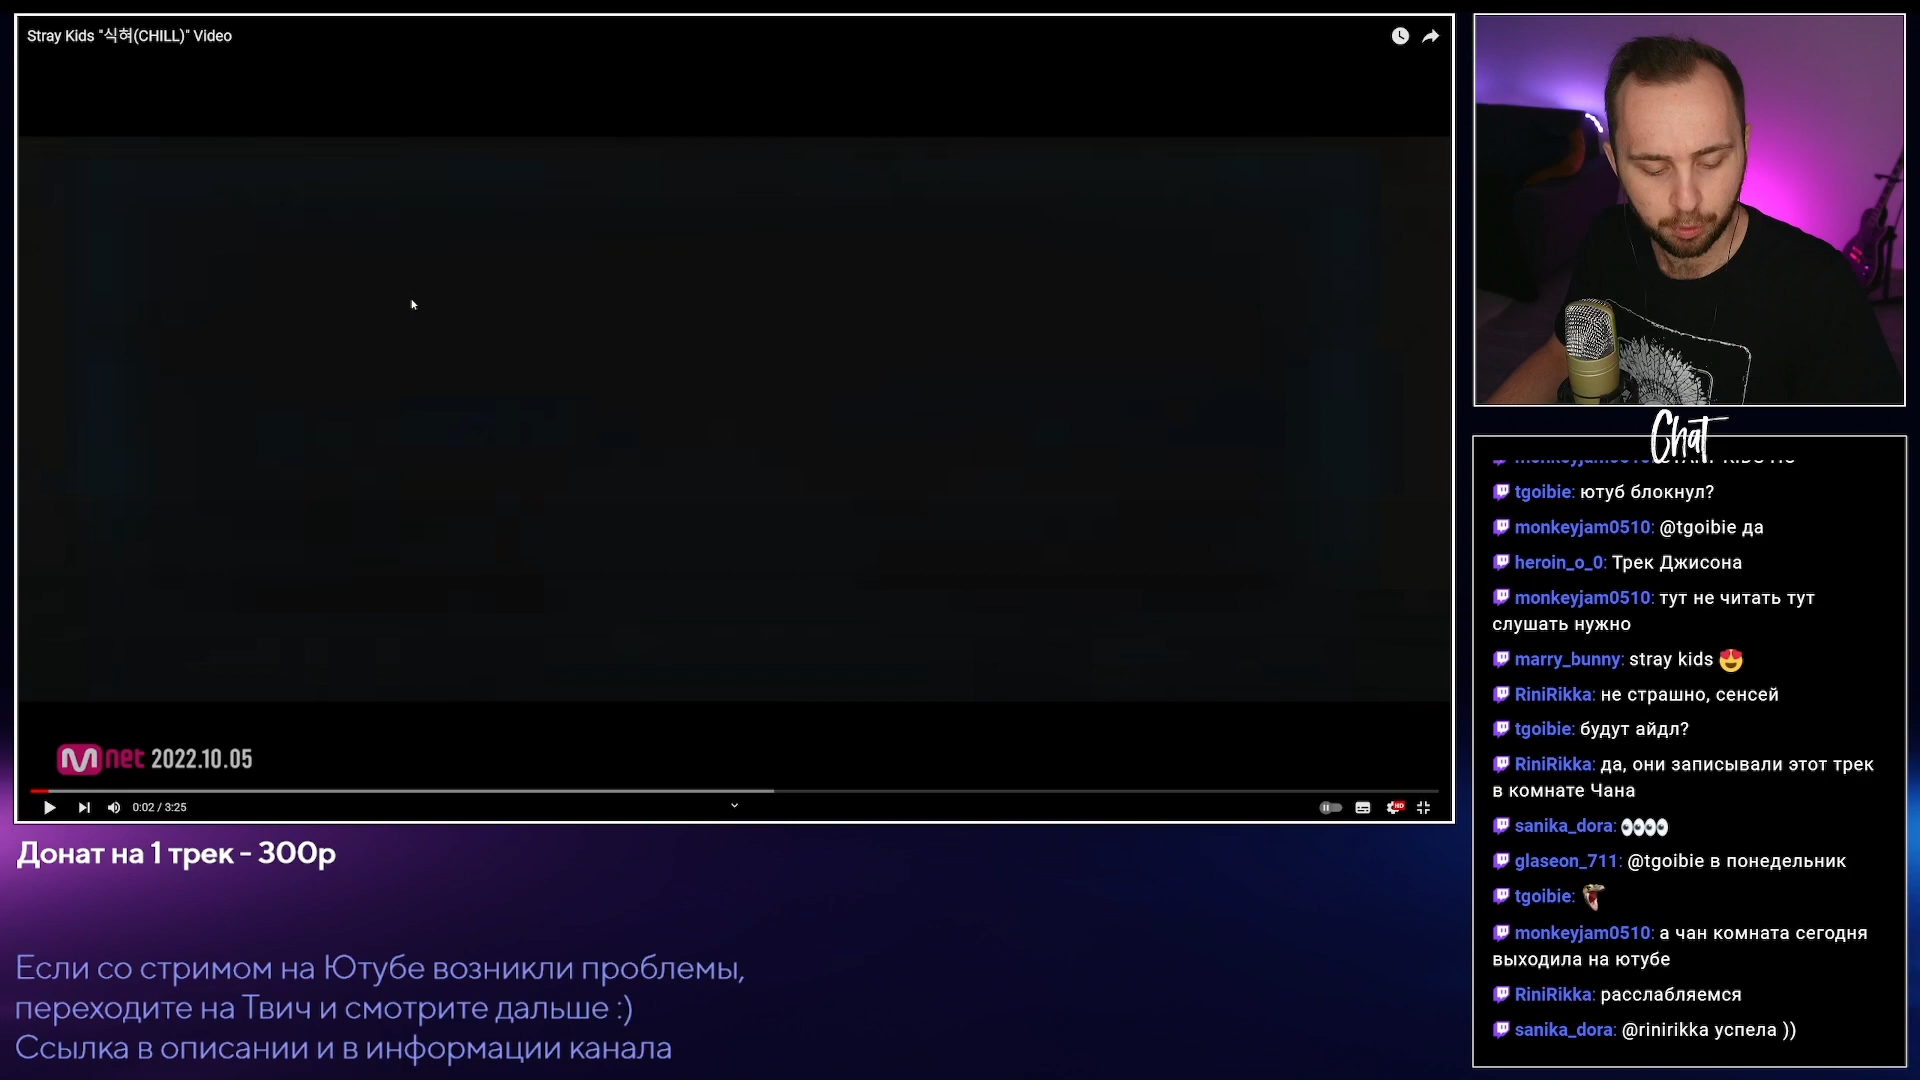 Stray Kids "식혀(CHILL)" Video
Mnet 2022.10.05
0:02 / 3:25
HD
Донат на 1 трек - 300р
Если со стримом на Ютубе возникли проблемы,
переходите на Твич и смотрите дальше :)
Ссылка в описании и в информации канала
Chat
tgoibie: ютуб блокнул?
monkeyjam0510: @tgoibie да
heroin_o_0: Трек Джисона
monkeyjam0510: тут не читать тут
слушать нужно
marry_bunny: stray kids 😍
RiniRikka: не страшно, сенсей
tgoibie: будут айдл?
RiniRikka: да, они записывали этот трек
в комнате Чана
sanika_dora: 👀👀
glaseon_711: @tgoibie в понедельник
tgoibie:
monkeyjam0510: а чан комната сегодня
выходила на ютубе
RiniRikka: расслабляемся
sanika_dora: @rinirikka успела ))